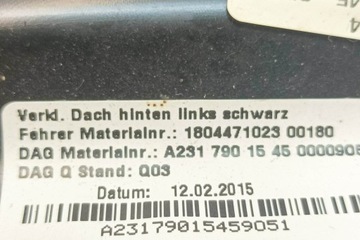 Verkl. Dach hinten links schwarz
Fehrer Materialnr.: 1804471023 00180
DAG Materialnr.: A231 790 15 45 0000905
DAG Q Stand: Q03
Datum: 12.02.2015
A23179015459051